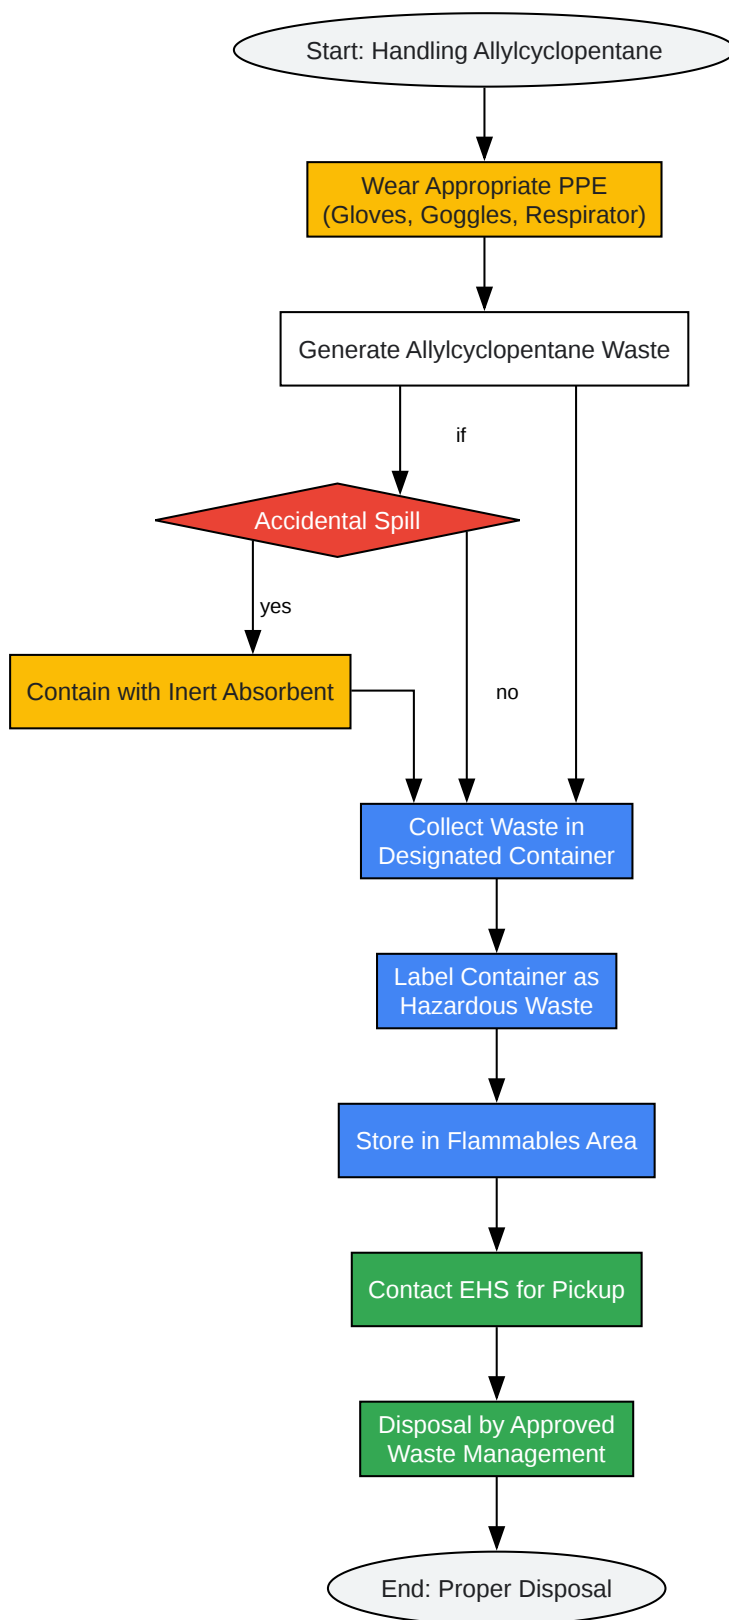 Start: Handling Allylcyclopentane
Wear Appropriate PPE
(Gloves, Goggles, Respirator)
Generate Allylcyclopentane Waste
if
Accidental Spill
yes
Contain with Inert Absorbent
no
Collect Waste in
Designated Container
Label Container as
Hazardous Waste
Store in Flammables Area
Contact EHS for Pickup
Disposal by Approved
Waste Management
End: Proper Disposal